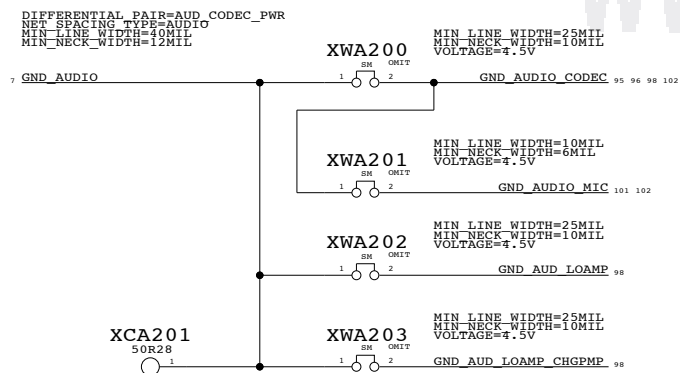 DIFFERENTIAL_PAIR=AUD_CODEC_PWR
NET_SPACING_TYPE=AUDIO
MIN_LINE_WIDTH=40MIL
MIN_NECK_WIDTH=12MIL
XWA200
MIN_LINE_WIDTH=25MIL
MIN_NECK_WIDTH=10MIL
VOLTAGE=4.5V
SM
OMIT
7 GND_AUDIO
1 2
GND_AUDIO_CODEC 95 96 98 102
XWA201
MIN_LINE_WIDTH=10MIL
MIN_NECK_WIDTH=6MIL
VOLTAGE=4.5V
SM
OMIT
1 2
GND_AUDIO_MIC 101 102
XWA202
MIN_LINE_WIDTH=25MIL
MIN_NECK_WIDTH=10MIL
VOLTAGE=4.5V
SM
OMIT
1 2
GND_AUD_LOAMP 98
XWA203
MIN_LINE_WIDTH=25MIL
MIN_NECK_WIDTH=10MIL
VOLTAGE=4.5V
SM
OMIT
XCA201
50R28
1
1 2
GND_AUD_LOAMP_CHGPMP 98